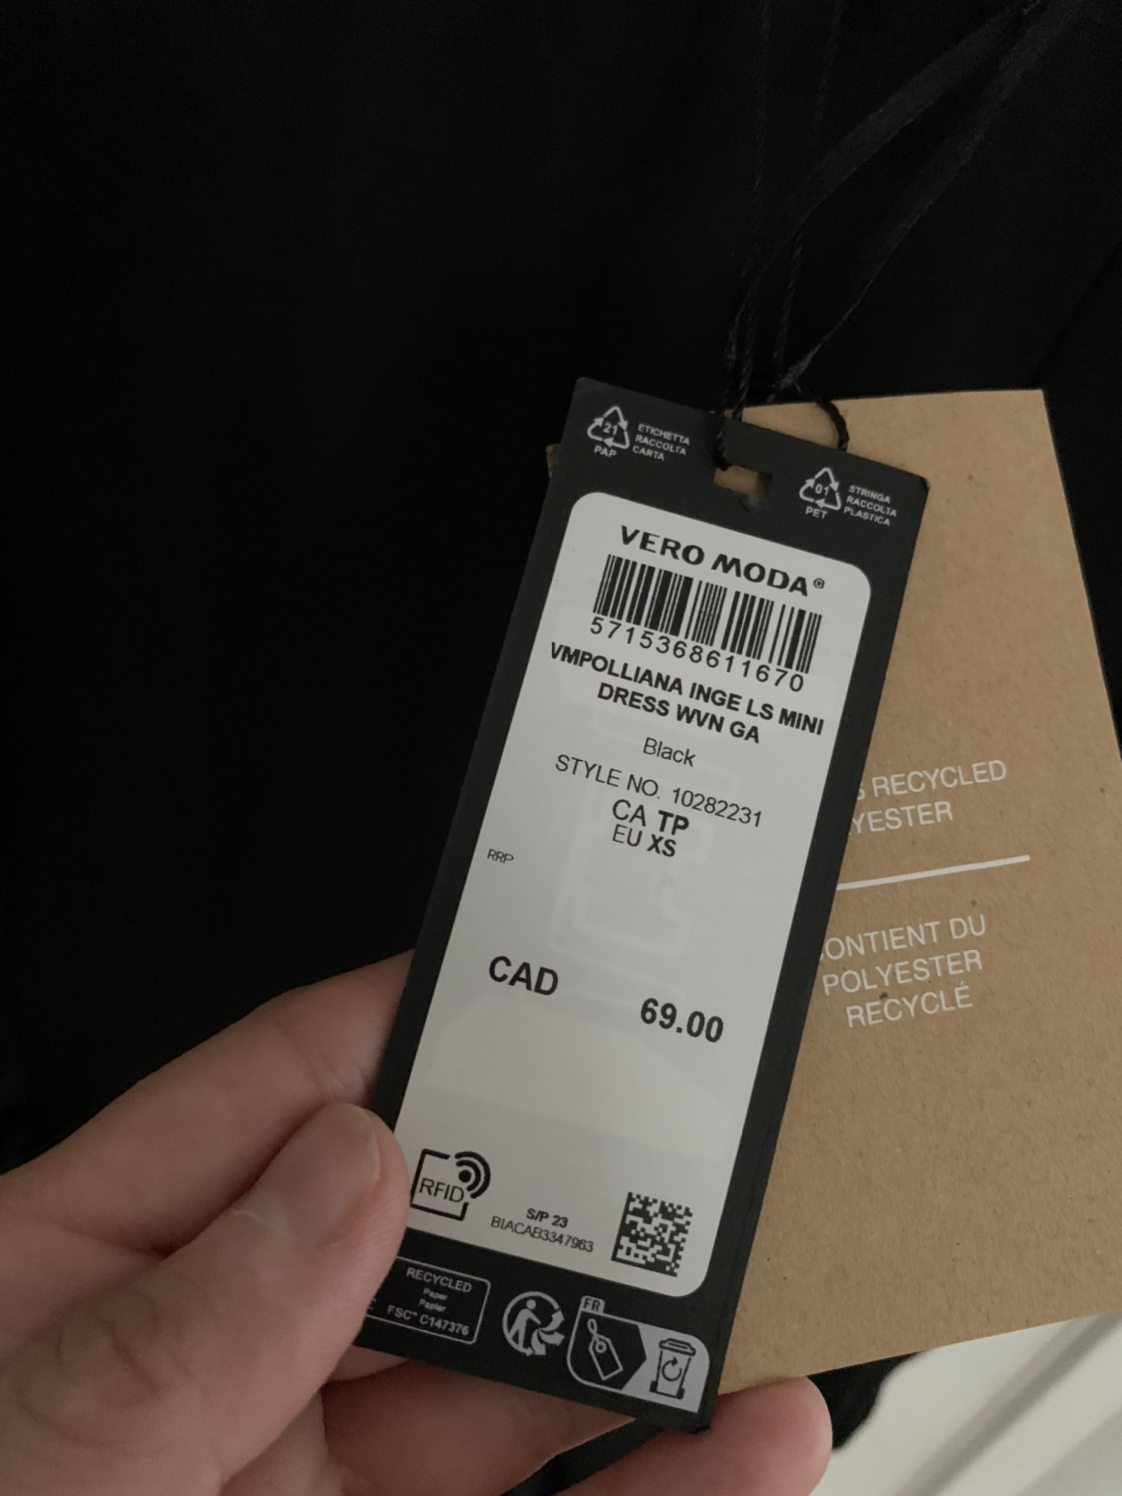 21
PAP
ETICHETTA
RACCOLTA
CARTA
01
PET
STRINGA
RACCOLTA
PLASTICA
VERO MODA®
5715368611670
VMPOLLIANA INGE LS MINI
DRESS WVN GA
Black
STYLE NO. 10282231
CA TP
EU XS
RRP
CAD 69.00
RFID
S/P 23
BIACAB3347963
RECYCLED
Paper
Papier
FSC™ C147376
FR
RECYCLED
YESTER
ONTIENT DU
POLYESTER
RECYCLÉ